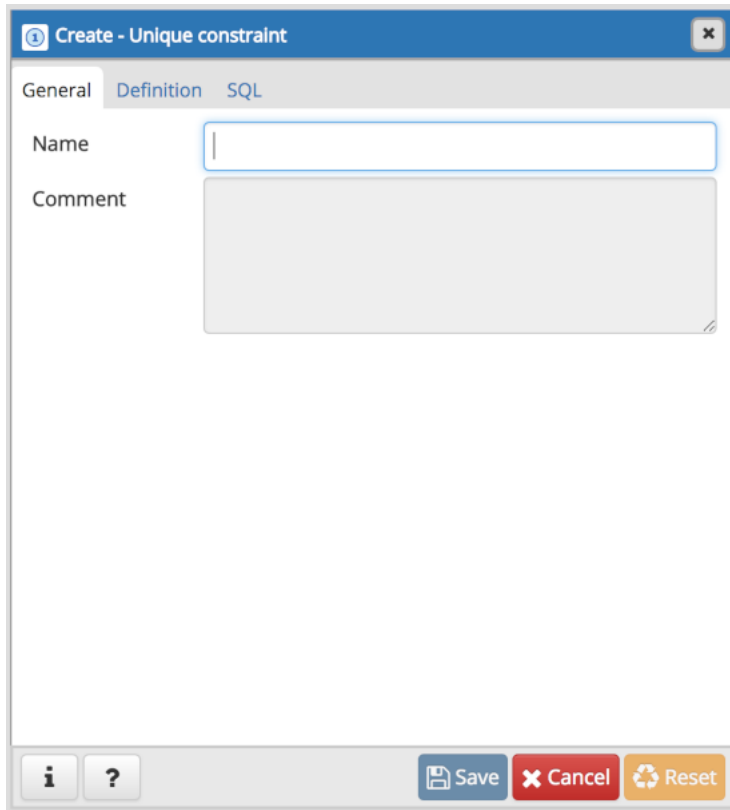 Create - Unique constraint
General Definition SQL
Name
Comment
i ? Save Cancel Reset